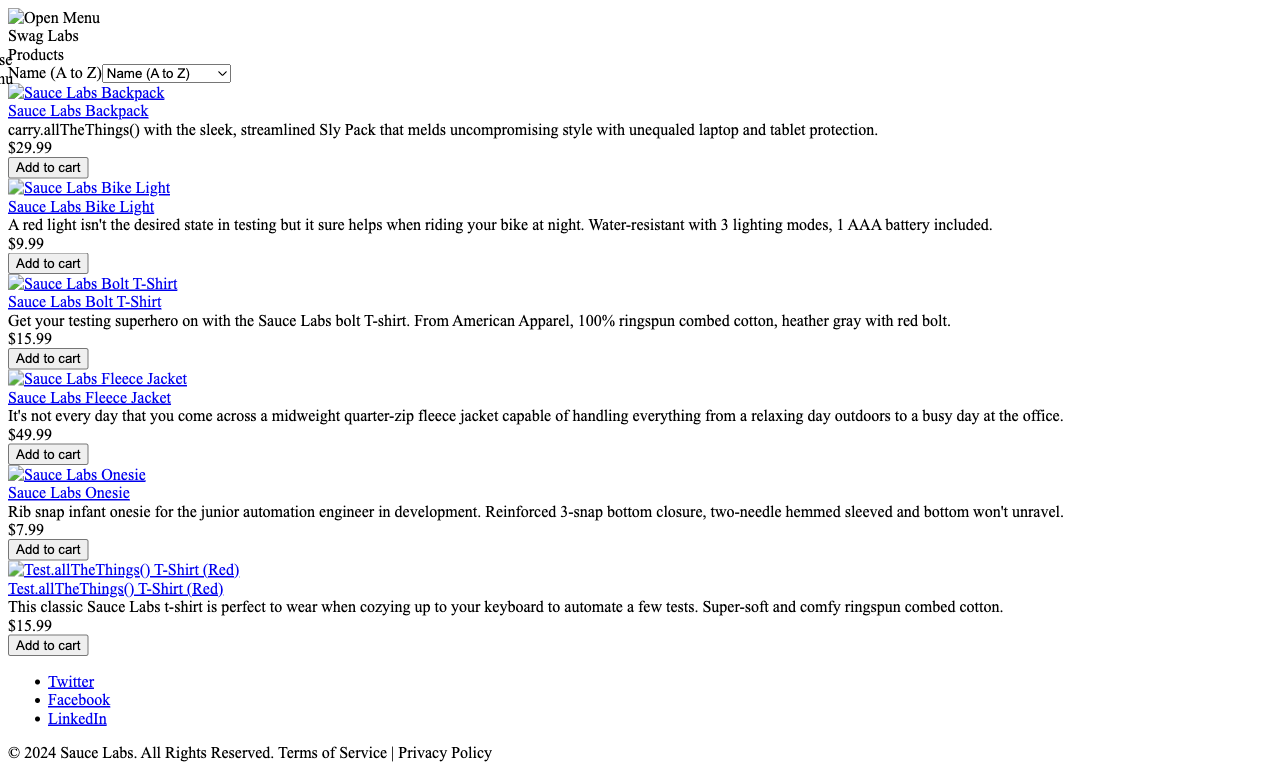 Open Menu
Swag Labs
Products
Name (A to Z) Name (A to Z)
Sauce Labs Backpack
Sauce Labs Backpack
carry.allTheThings() with the sleek, streamlined Sly Pack that melds uncompromising style with unequaled laptop and tablet protection.
$29.99
Add to cart
Sauce Labs Bike Light
Sauce Labs Bike Light
A red light isn't the desired state in testing but it sure helps when riding your bike at night. Water-resistant with 3 lighting modes, 1 AAA battery included.
$9.99
Add to cart
Sauce Labs Bolt T-Shirt
Sauce Labs Bolt T-Shirt
Get your testing superhero on with the Sauce Labs bolt T-shirt. From American Apparel, 100% ringspun combed cotton, heather gray with red bolt.
$15.99
Add to cart
Sauce Labs Fleece Jacket
Sauce Labs Fleece Jacket
It's not every day that you come across a midweight quarter-zip fleece jacket capable of handling everything from a relaxing day outdoors to a busy day at the office.
$49.99
Add to cart
Sauce Labs Onesie
Sauce Labs Onesie
Rib snap infant onesie for the junior automation engineer in development. Reinforced 3-snap bottom closure, two-needle hemmed sleeved and bottom won't unravel.
$7.99
Add to cart
Test.allTheThings() T-Shirt (Red)
Test.allTheThings() T-Shirt (Red)
This classic Sauce Labs t-shirt is perfect to wear when cozying up to your keyboard to automate a few tests. Super-soft and comfy ringspun combed cotton.
$15.99
Add to cart
Twitter
Facebook
LinkedIn
© 2024 Sauce Labs. All Rights Reserved. Terms of Service | Privacy Policy